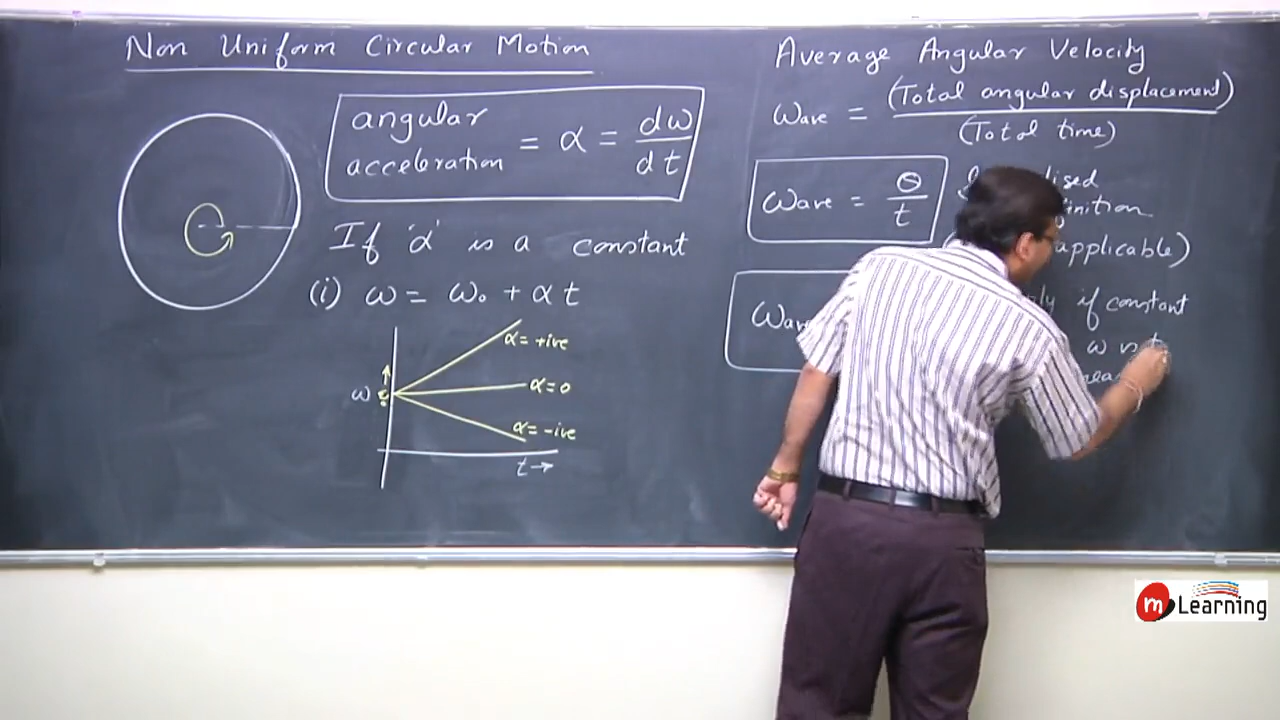 Non Uniform Circular Motion
angular
acceleration = α = dω/dt
If 'α' is a constant
(i) ω = ω₀ + αt
α = +ive
ω
α = 0
α = -ive
t →
Average Angular Velocity
ωave = (Total angular displacement)/(Total time)
ωave = θ/t
applicable)
ωave
if constant
ω
m Learning